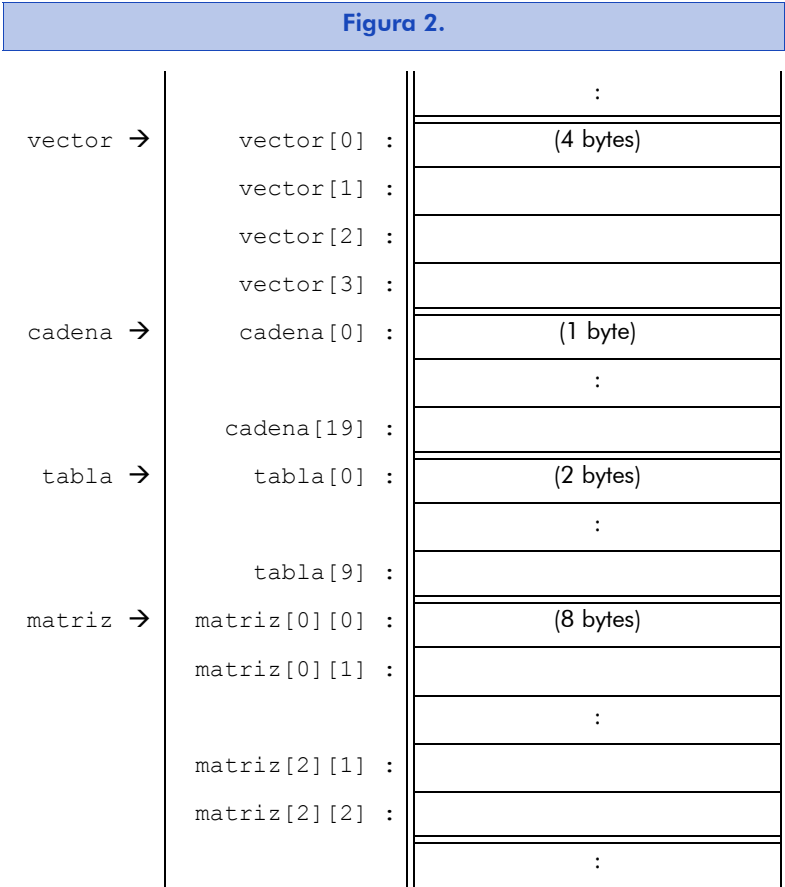 Figura 2.
:
vector → vector[0] : (4 bytes)
vector[1] :
vector[2] :
vector[3] :
cadena → cadena[0] : (1 byte)
:
cadena[19] :
tabla → tabla[0] : (2 bytes)
:
tabla[9] :
matriz → matriz[0][0] : (8 bytes)
matriz[0][1] :
:
matriz[2][1] :
matriz[2][2] :
: